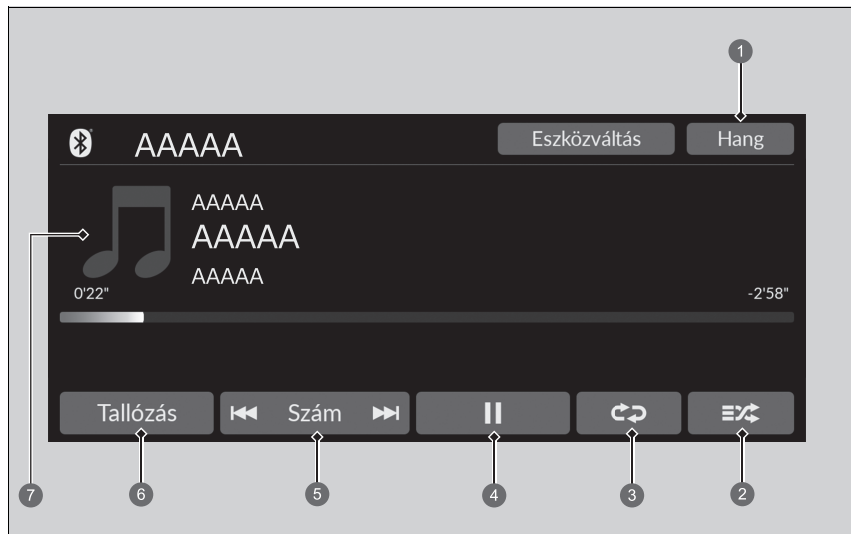 1
AAAAA
Eszközváltás
Hang
AAAAA
AAAAA
AAAAA
0'22"
-2'58"
Tallózás
Szám
7
6
5
4
3
2